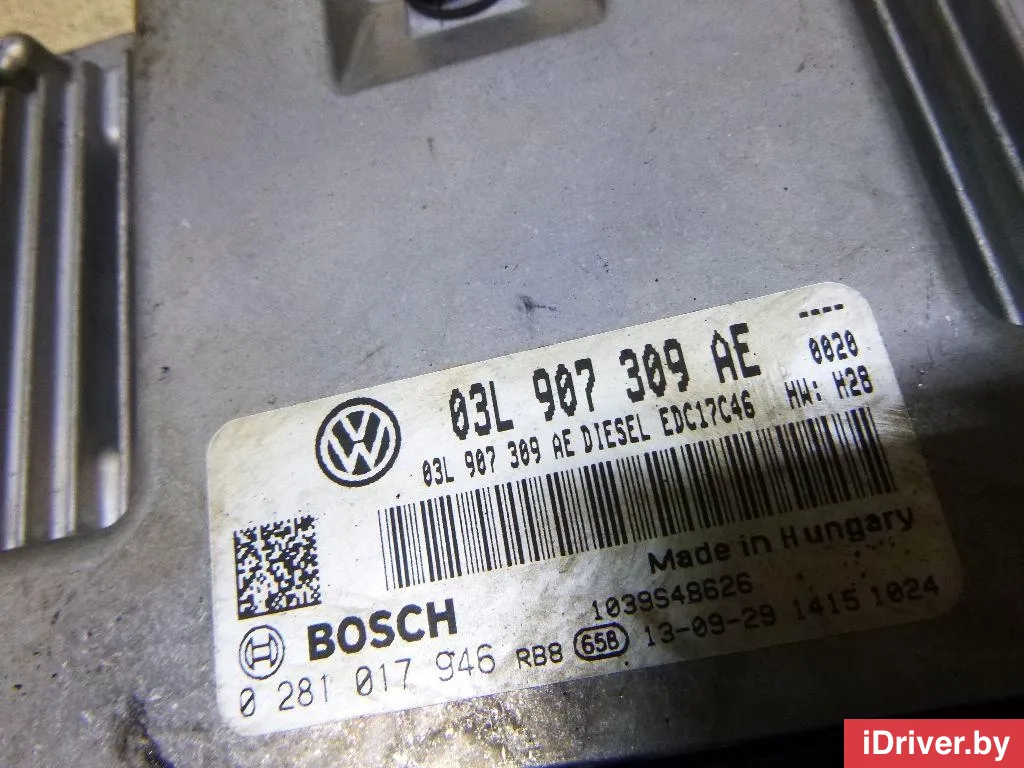 ----
03L 907 309 AE 0020
03L 907 309 AE DIESEL EDC17C46 HW: H28
Made in Hungary
BOSCH 1039S48626
0 281 017 946 RB8 658 13-09-29 1415 1024
iDriver.by